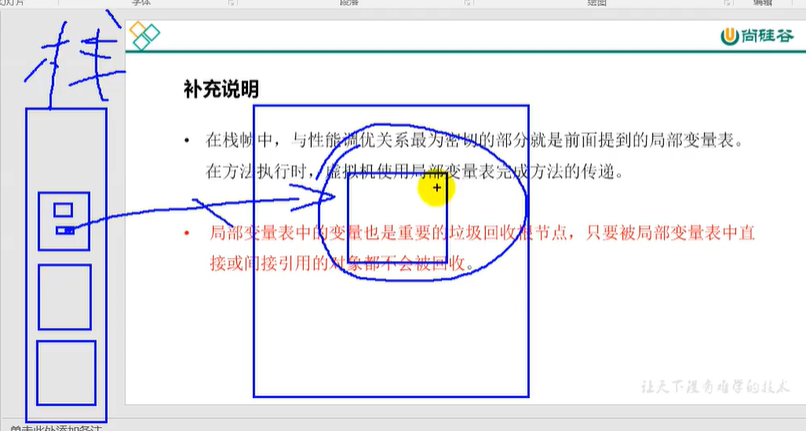 字体
段落
绘图
编辑
栈
尚硅谷
补充说明
• 在栈帧中，与性能调优关系最为密切的部分就是前面提到的局部变量表。
在方法执行时，虚拟机使用局部变量表完成方法的传递。
• 局部变量表中的变量也是重要的垃圾回收根节点，只要被局部变量表中直
接或间接引用的对象都不会被回收。
让天下没有难学的技术
单击此处添加备注